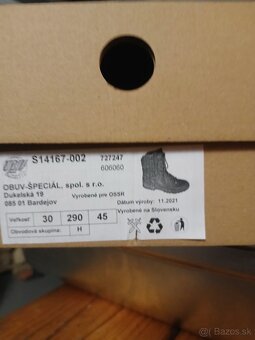 S14167-002
727247
606060
OBUV-ŠPECIÁL, spol. s r.o.
Dukelská 19
085 01 Bardejov
Vyrobené pre OSSR
Dátum výroby: 11.2021
Vyrobené na Slovensku
Veľkosť: 30 290 45
Obvodová skupina: H
bazos.sk